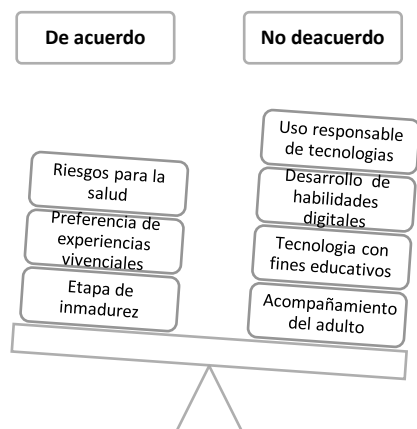 De acuerdo
No deacuerdo
Riesgos para la
salud
Preferencia de
experiencias
vivenciales
Etapa de
inmadurez
Uso responsable
de tecnologias
Desarrollo de
habilidades
digitales
Tecnologia con
fines educativos
Acompañamiento
del adulto